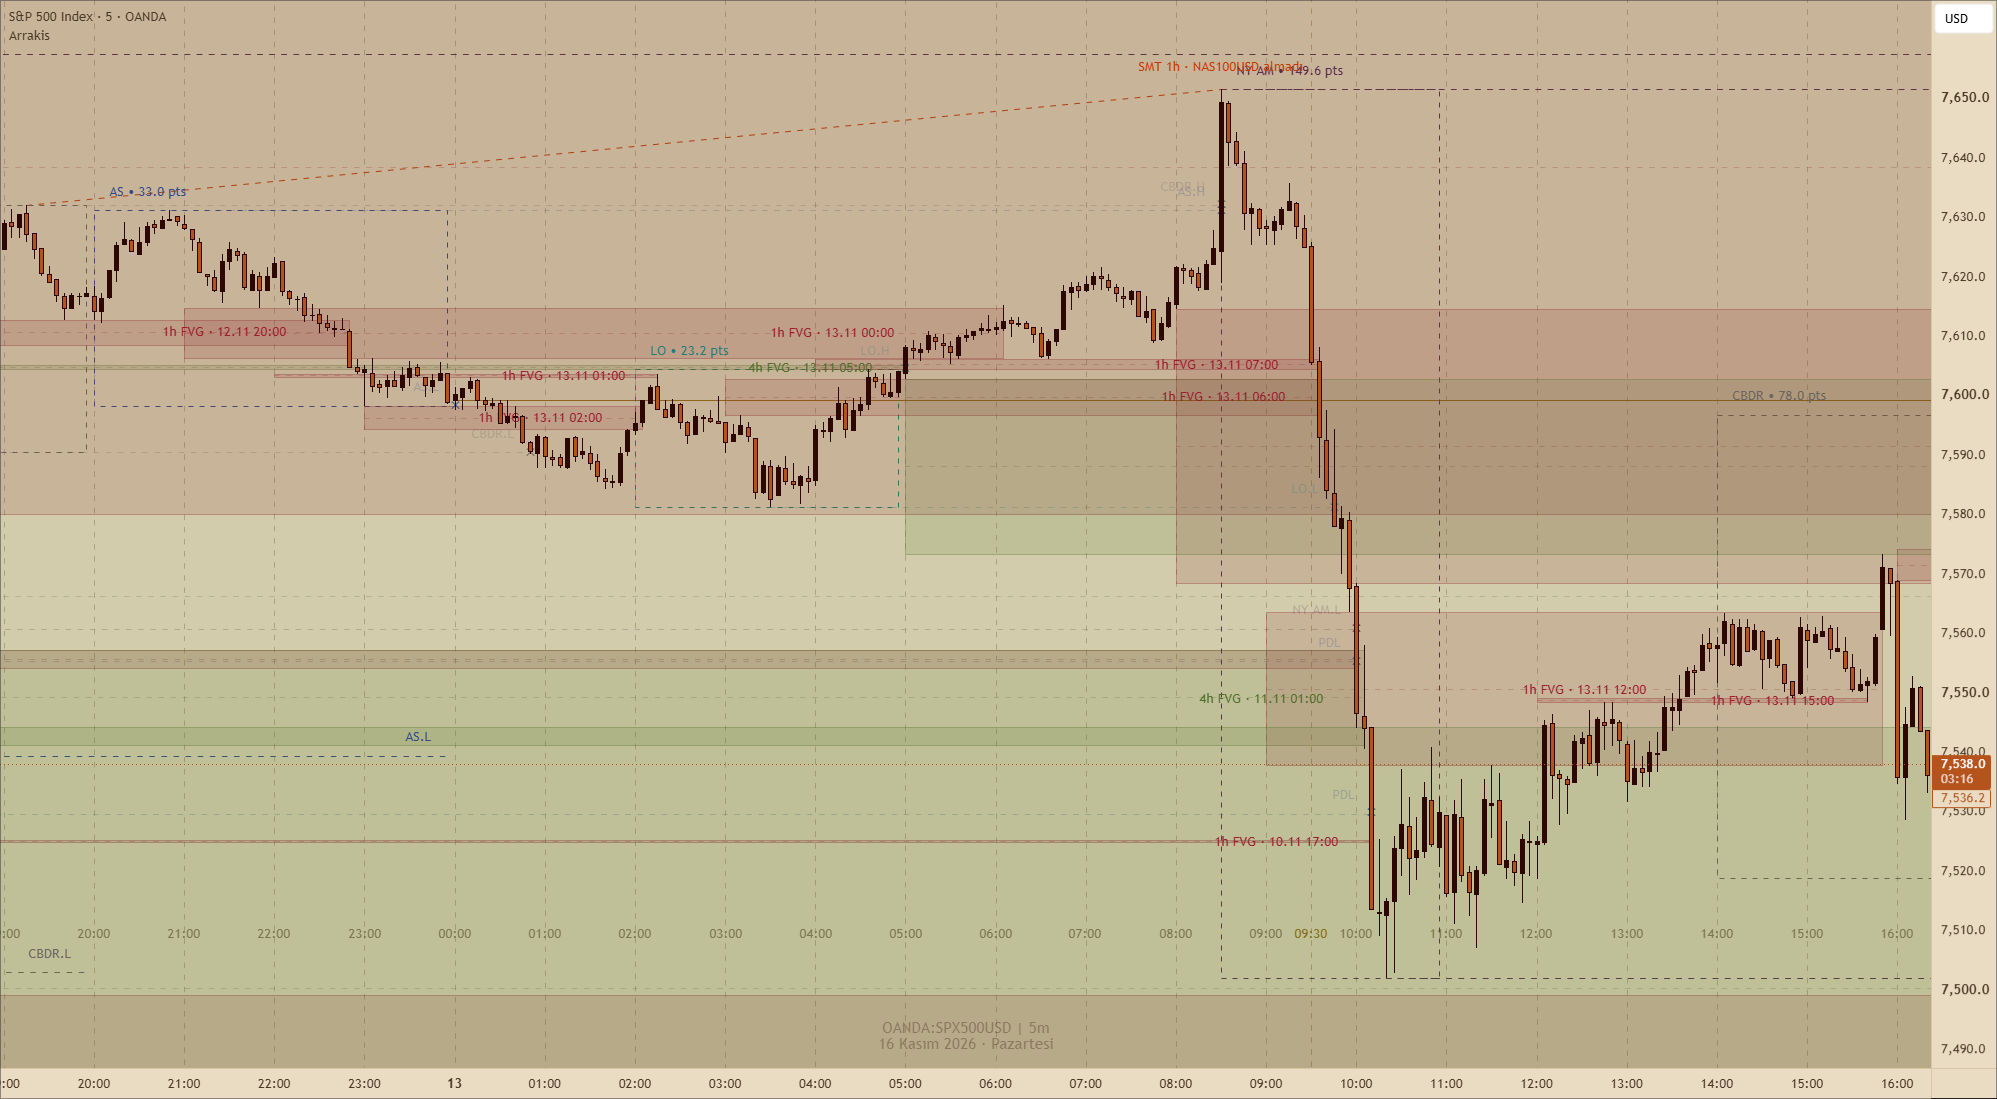 S&P 500 Index · 5 · OANDA
Arrakis
USD
SMT 1h · NAS100USD almadı
NY AM • 149.6 pts
7,650.0
7,640.0
CBDR.H
AS.H
AS • 33.0 pts
7,630.0
7,620.0
1h FVG · 12.11 20:00
1h FVG · 13.11 00:00
7,610.0
LO • 23.2 pts
LO.H
4h FVG · 13.11 05:00
1h FVG · 13.11 07:00
1h FVG · 13.11 01:00
1h FVG · 13.11 06:00
CBDR • 78.0 pts
7,600.0
1h FVG · 13.11 02:00
CBDR.L
7,590.0
LO.L
7,580.0
7,570.0
NY AM.L
7,560.0
PDL
1h FVG · 13.11 12:00
7,550.0
4h FVG · 11.11 01:00
1h FVG · 13.11 15:00
AS.L
7,540.0
7,538.0
03:16
7,536.2
PDL
7,530.0
1h FVG · 10.11 17:00
7,520.0
:00 20:00 21:00 22:00 23:00 00:00 01:00 02:00 03:00 04:00 05:00 06:00 07:00 08:00 09:00 09:30 10:00 11:00 12:00 13:00 14:00 15:00 16:00
7,510.0
CBDR.L
7,500.0
OANDA:SPX500USD | 5m
16 Kasım 2026 · Pazartesi
7,490.0
:00 20:00 21:00 22:00 23:00 13 01:00 02:00 03:00 04:00 05:00 06:00 07:00 08:00 09:00 10:00 11:00 12:00 13:00 14:00 15:00 16:00